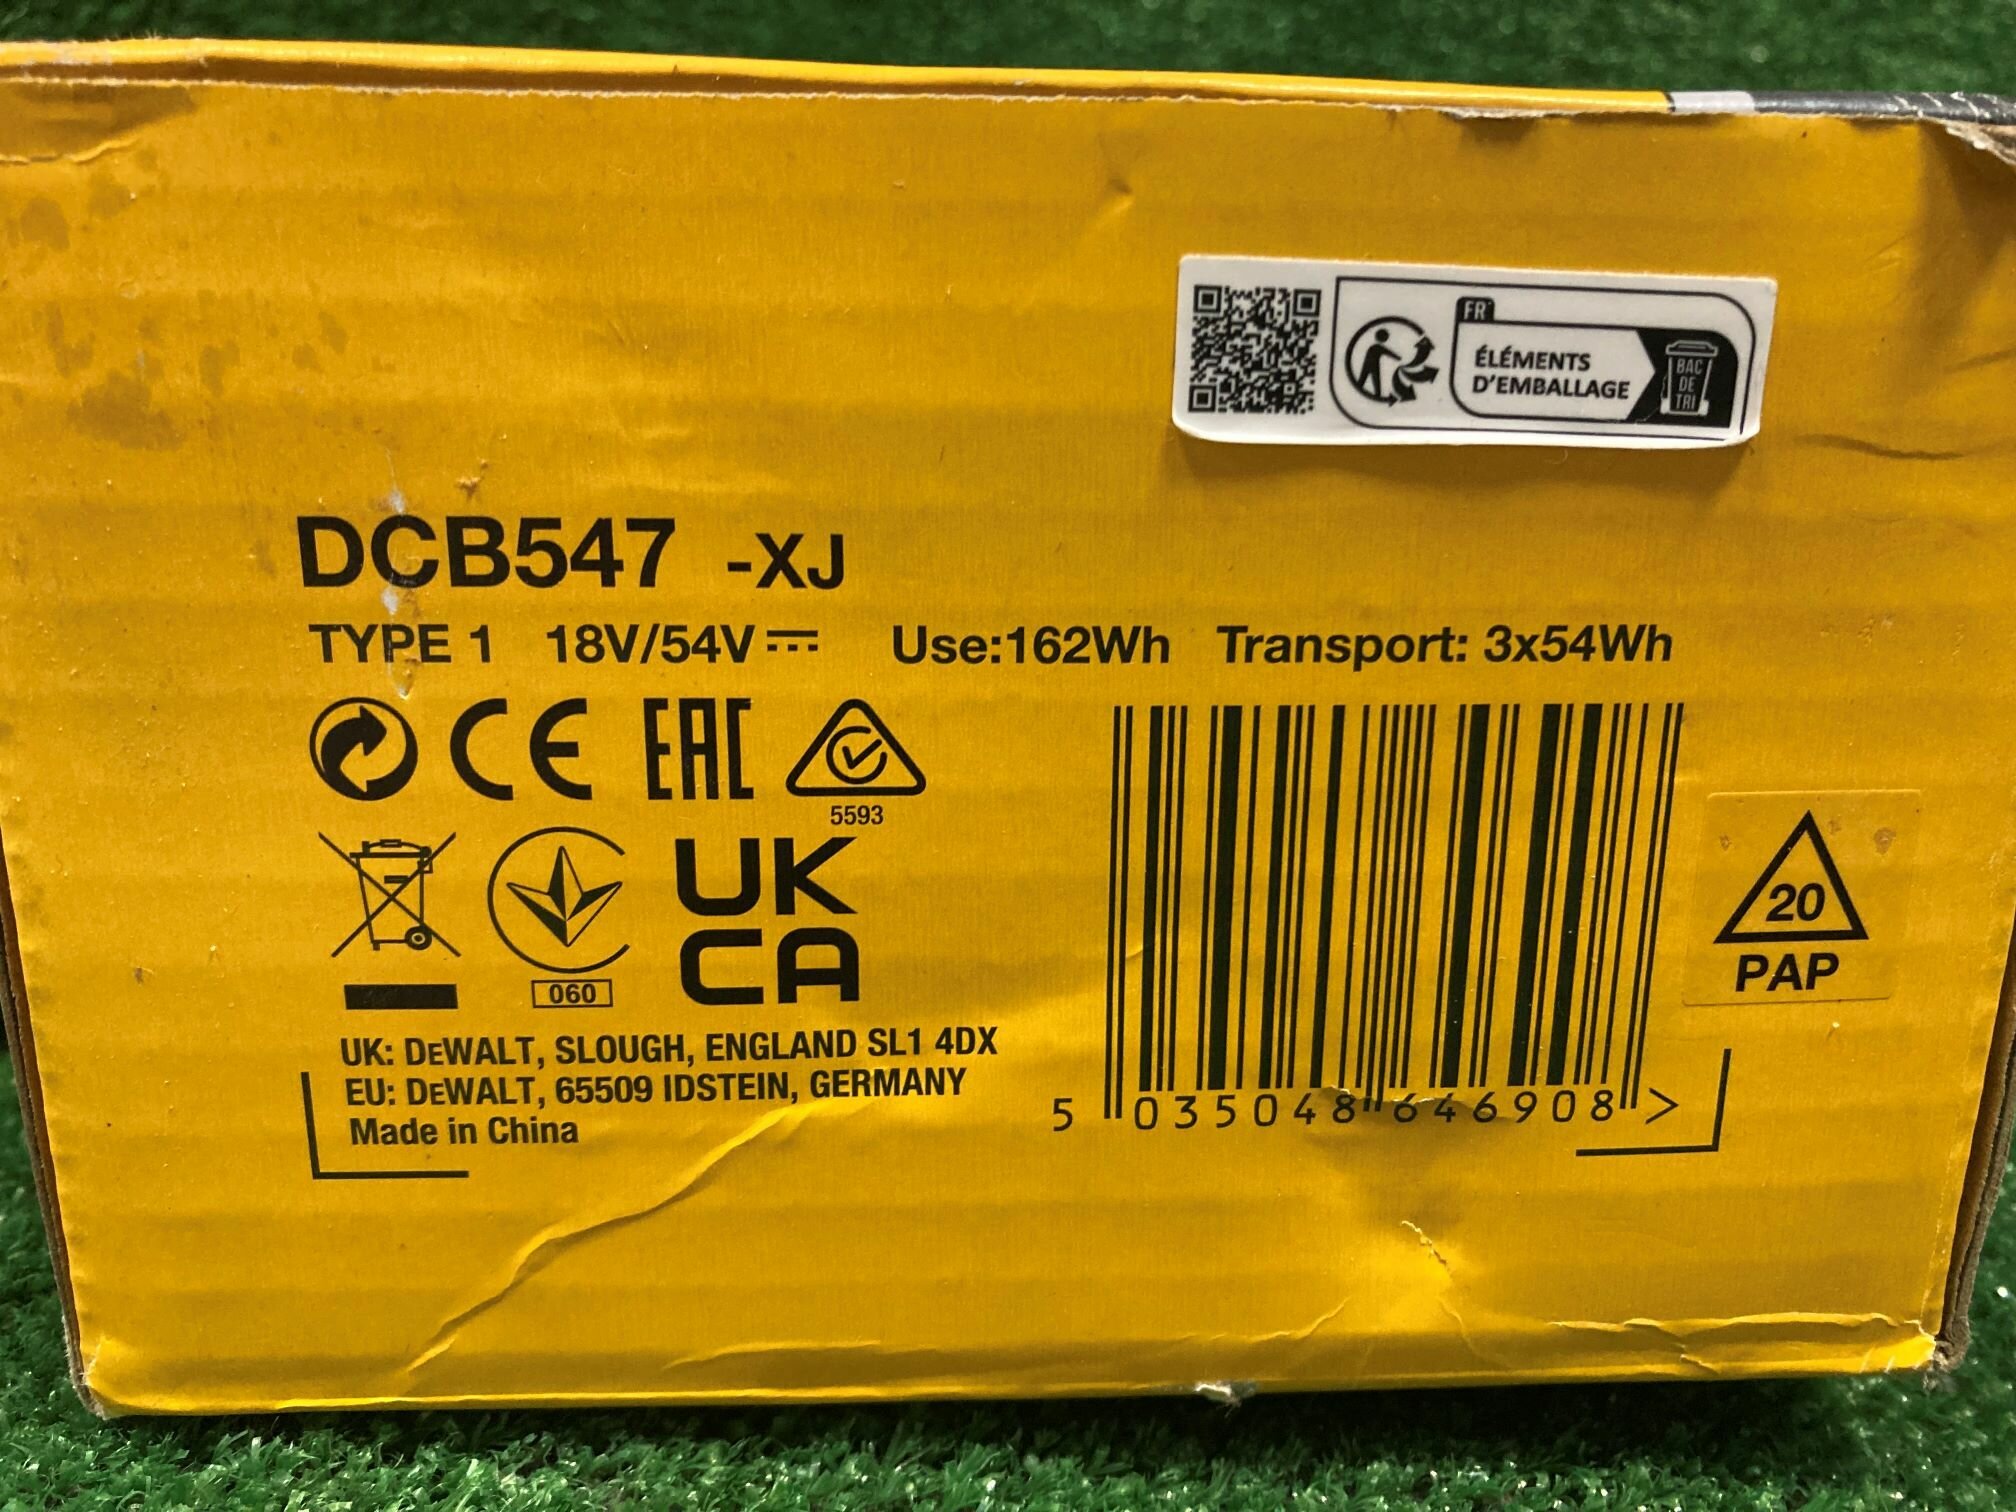 FR
ÉLÉMENTS
D'EMBALLAGE
BAC
DE
TRI
DCB547 -XJ
TYPE 1 18V/54V Use:162Wh Transport: 3x54Wh
CE EAC
5593
UK
CA
060
20
PAP
UK: DEWALT, SLOUGH, ENGLAND SL1 4DX
EU: DEWALT, 65509 IDSTEIN, GERMANY
Made in China
5 035048 646908 >